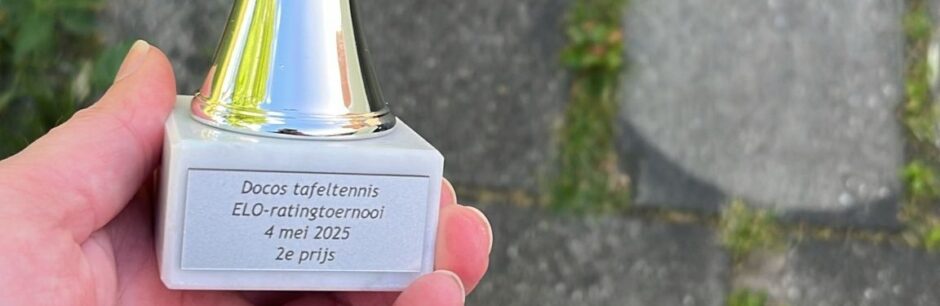 Docos tafeltennis
ELO-ratingtoernooi
4 mei 2025
2e prijs